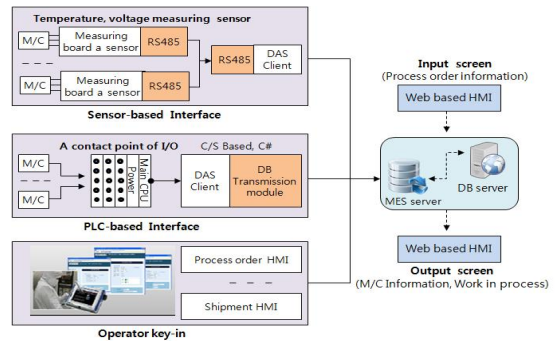 Temperature, voltage measuring sensor
M/C
Measuring
board a sensor
RS485
M/C
Measuring
board a sensor
RS485
RS485
DAS
Client
Sensor-based Interface
A contact point of I/O
C/S Based, C#
M/C
M/C
Power
Main CPU
DAS
Client
DB
Transmission
module
PLC-based Interface
Process order HMI
Shipment HMI
Operator key-in
Input screen
(Process order information)
Web based HMI
MES server
DB server
Web based HMI
Output screen
(M/C Information, Work in process)